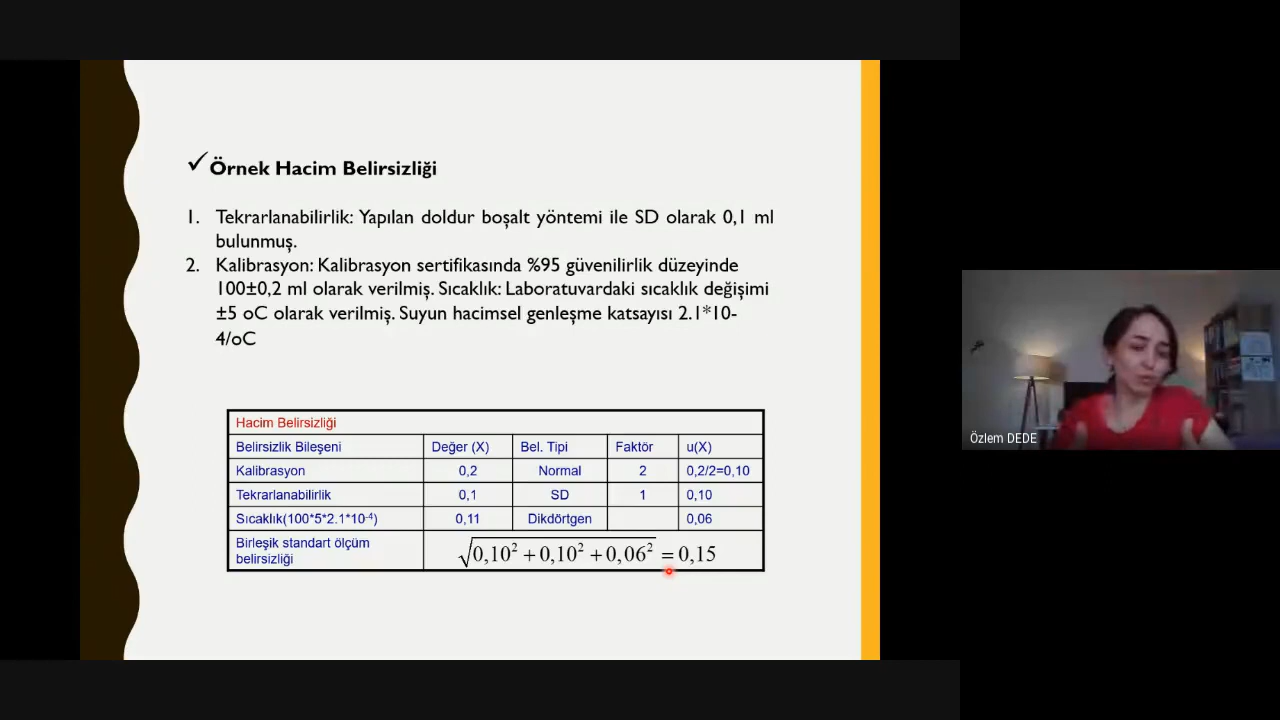 ✓Örnek Hacim Belirsizliği
1. Tekrarlanabilirlik: Yapılan doldur boşalt yöntemi ile SD olarak 0,1 ml
bulunmuş.
2. Kalibrasyon: Kalibrasyon sertifikasında %95 güvenilirlik düzeyinde
100±0,2 ml olarak verilmiş. Sıcaklık: Laboratuvardaki sıcaklık değişimi
±5 oC olarak verilmiş. Suyun hacimsel genleşme katsayısı 2.1*10-
4/oC
Hacim Belirsizliği
Belirsizlik Bileşeni Değer (X) Bel. Tipi Faktör u(X)
Kalibrasyon 0,2 Normal 2 0,2/2=0,10
Tekrarlanabilirlik 0,1 SD 1 0,10
Sıcaklık(100*5*2.1*10⁻⁴) 0,11 Dikdörtgen 0,06
Birleşik standart ölçüm
belirsizliği
√0,10² + 0,10² + 0,06² = 0,15
Özlem DEDE